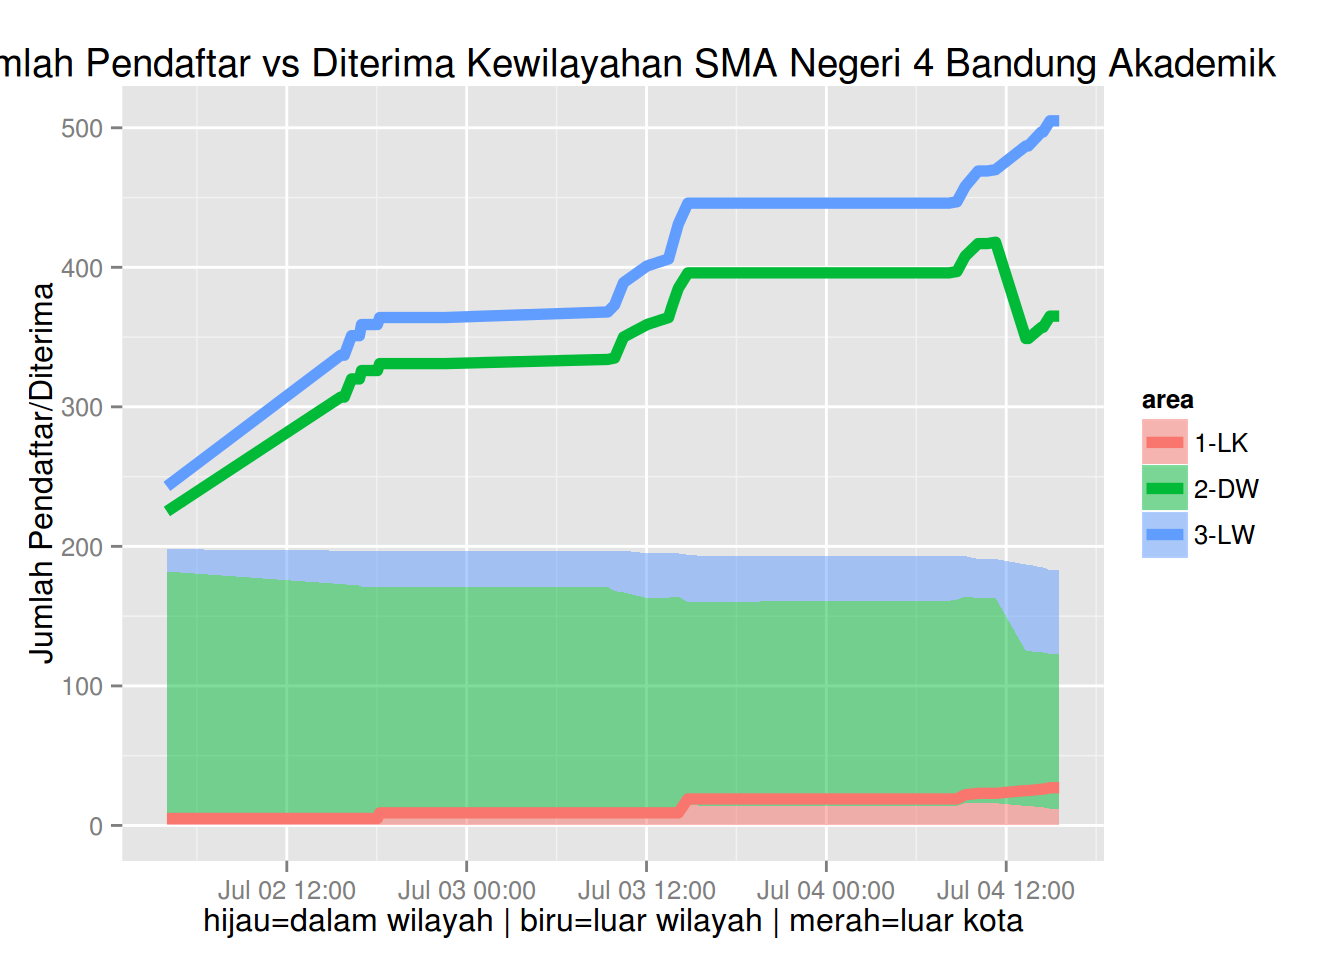 mlah Pendaftar vs Diterima Kewilayahan SMA Negeri 4 Bandung Akademik
500
400
300
200
100
0
Jumlah Pendaftar/Diterima
Jul 02 12:00
Jul 03 00:00
Jul 03 12:00
Jul 04 00:00
Jul 04 12:00
hijau=dalam wilayah | biru=luar wilayah | merah=luar kota
area
1-LK
2-DW
3-LW